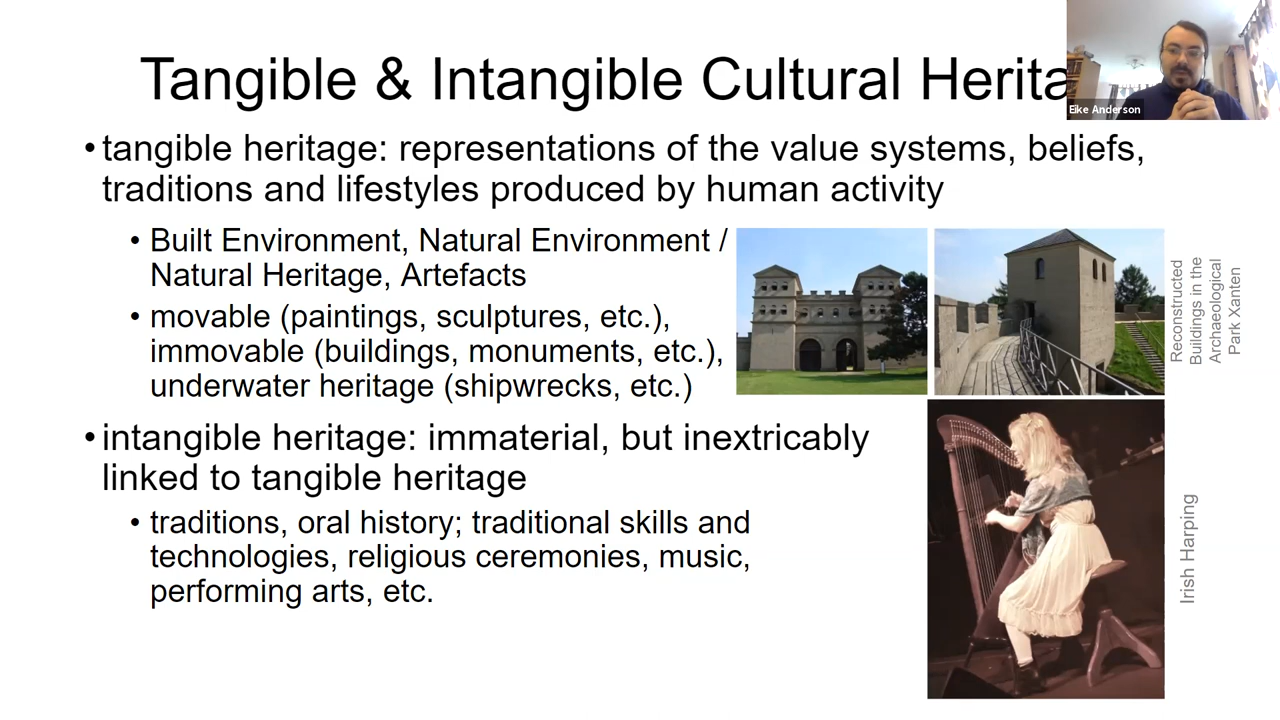 Tangible & Intangible Cultural Herita
Eike Anderson
•tangible heritage: representations of the value systems, beliefs,
traditions and lifestyles produced by human activity
• Built Environment, Natural Environment /
Natural Heritage, Artefacts
• movable (paintings, sculptures, etc.),
immovable (buildings, monuments, etc.),
underwater heritage (shipwrecks, etc.)
Reconstructed
Buildings in the
Archaeological
Park Xanten
•intangible heritage: immaterial, but inextricably
linked to tangible heritage
• traditions, oral history; traditional skills and
technologies, religious ceremonies, music,
performing arts, etc.
Irish Harping